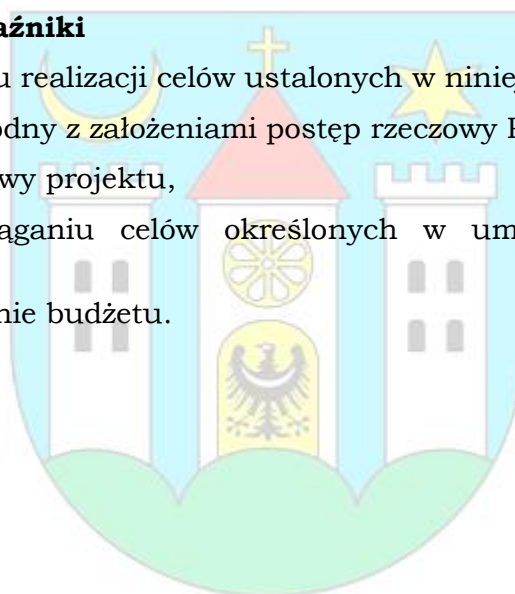 aźniki
u realizacji celów ustalonych w niniej
odny z założeniami postęp rzeczowy P
wy projektu,
ąganiu celów określonych w um
nie budżetu.